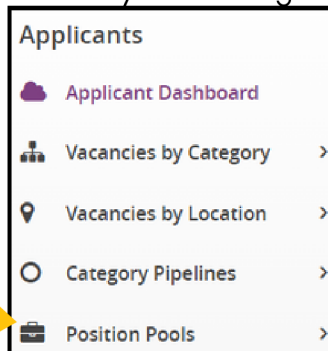 Applicants
Applicant Dashboard
Vacancies by Category
Vacancies by Location
Category Pipelines
Position Pools